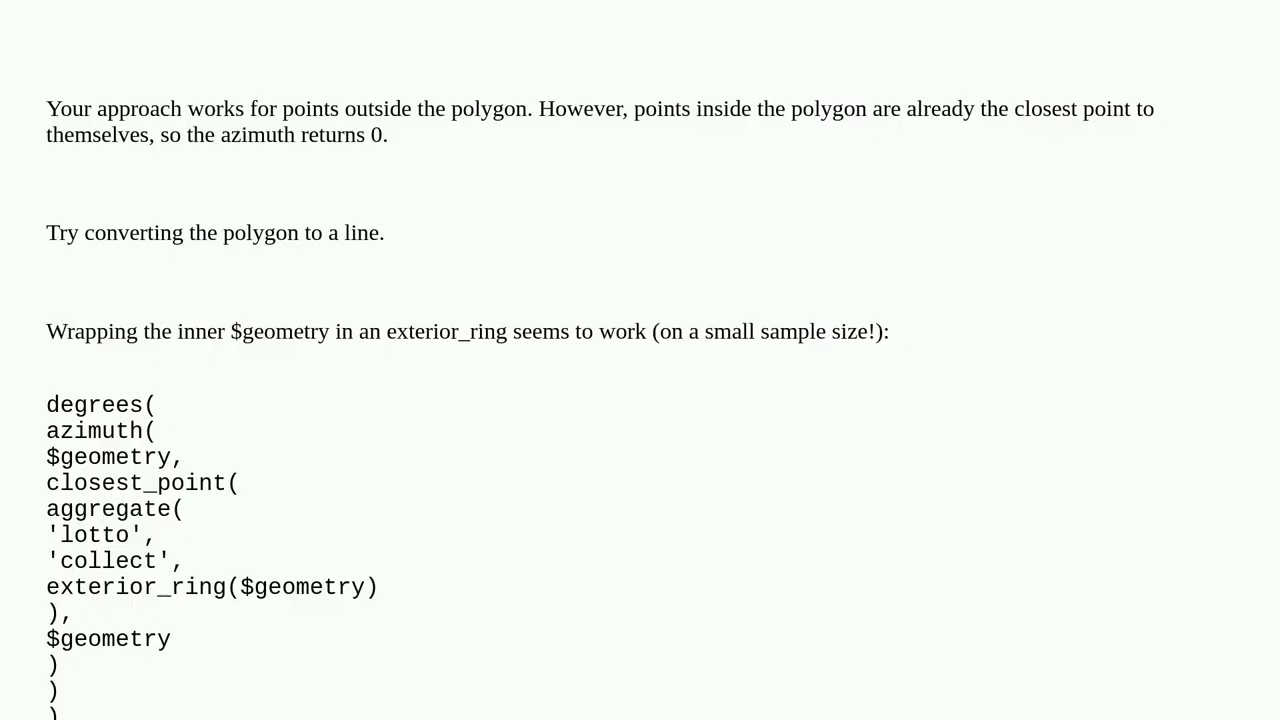 Your approach works for points outside the polygon. However, points inside the polygon are already the closest point to
themselves, so the azimuth returns 0.
Try converting the polygon to a line.
Wrapping the inner $geometry in an exterior_ring seems to work (on a small sample size!):
degrees(
azimuth(
$geometry,
closest_point(
aggregate(
'lotto',
'collect',
exterior_ring($geometry)
),
$geometry
)
)
)